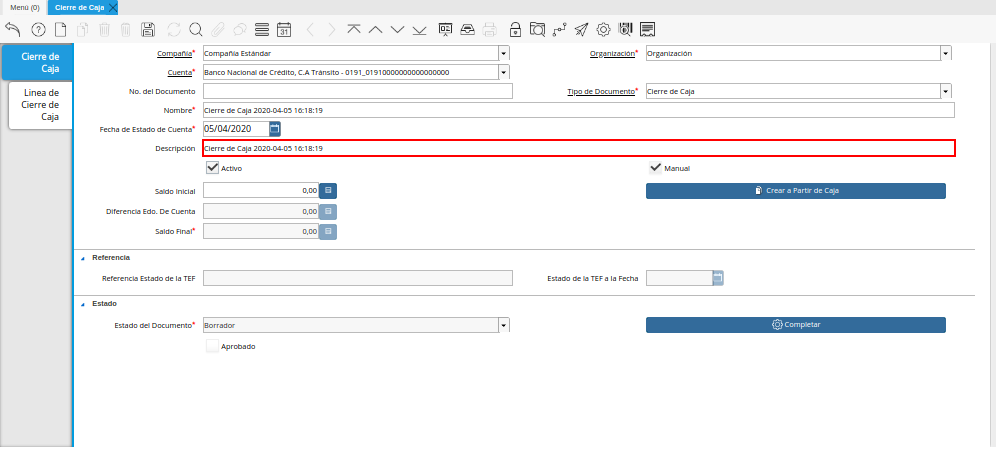 Menú (0) Cierre de Caja
31
Cierre de
Caja
Linea de
Cierre de
Caja
Compañía* Compañía Estándar Organización* Organización
Cuenta* Banco Nacional de Crédito, C.A Tránsito - 0191_01910000000000000000
No. del Documento Tipo de Documento* Cierre de Caja
Nombre* Cierre de Caja 2020-04-05 16:18:19
Fecha de Estado de Cuenta* 05/04/2020
Descripción Cierre de Caja 2020-04-05 16:18:19
Activo Manual
Saldo Inicial 0,00 Crear a Partir de Caja
Diferencia Edo. De Cuenta 0,00
Saldo Final* 0,00
Referencia
Referencia Estado de la TEF Estado de la TEF a la Fecha
Estado
Estado del Documento* Borrador Completar
Aprobado